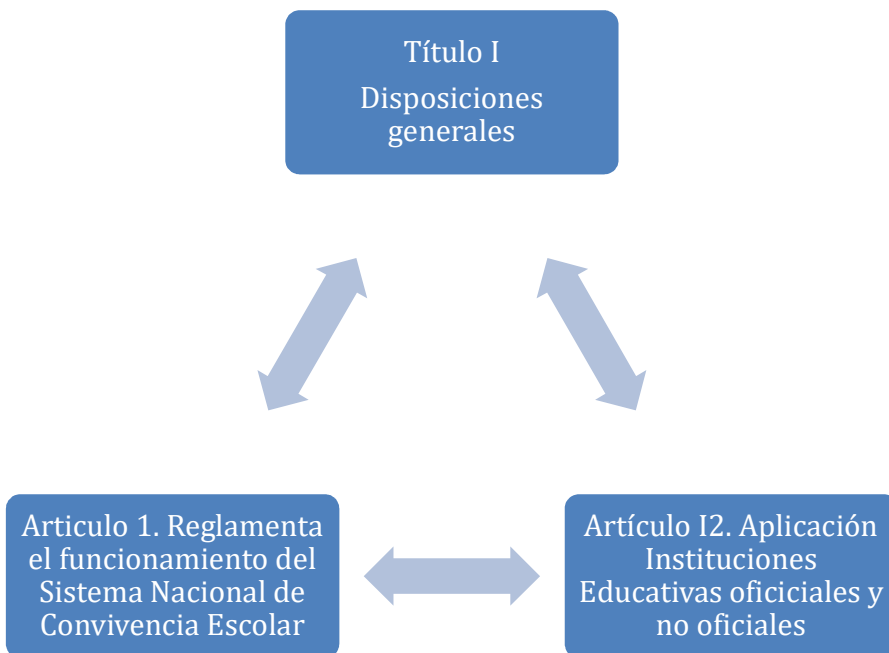 Título I
Disposiciones
generales
Articulo 1. Reglamenta
el funcionamiento del
Sistema Nacional de
Convivencia Escolar
Artículo I2. Aplicación
Instituciones
Educativas oficiciales y
no oficiales